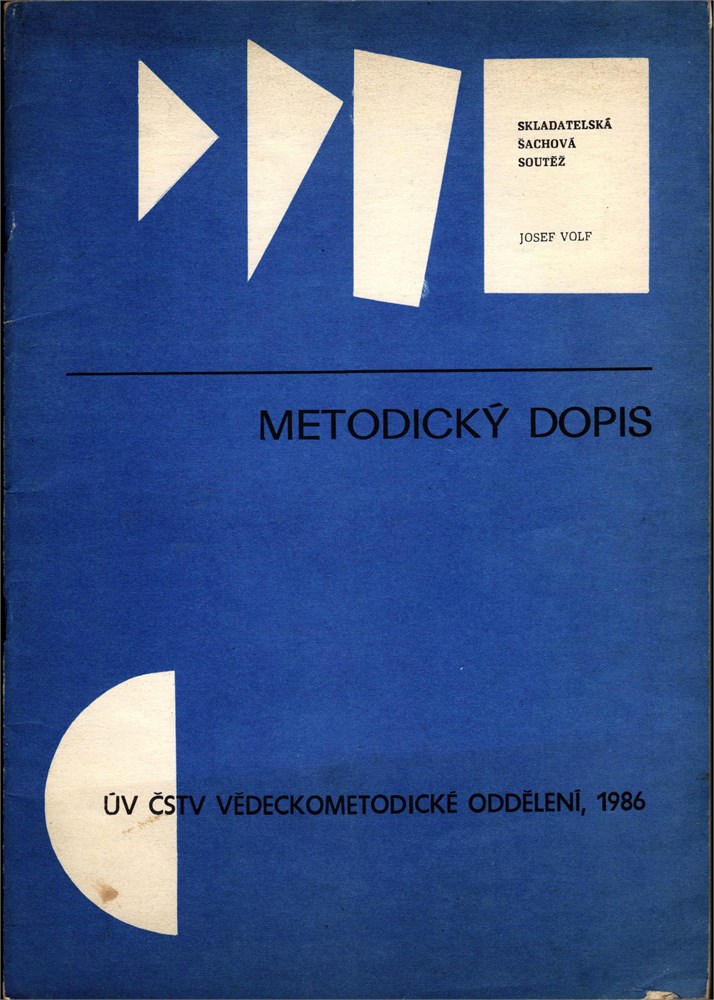 SKLADATELSKÁ
ŠACHOVÁ
SOUTĚŽ
JOSEF VOLF
METODICKÝ DOPIS
ÚV ČSTV VĚDECKOMETODICKÉ ODDĚLENÍ, 1986